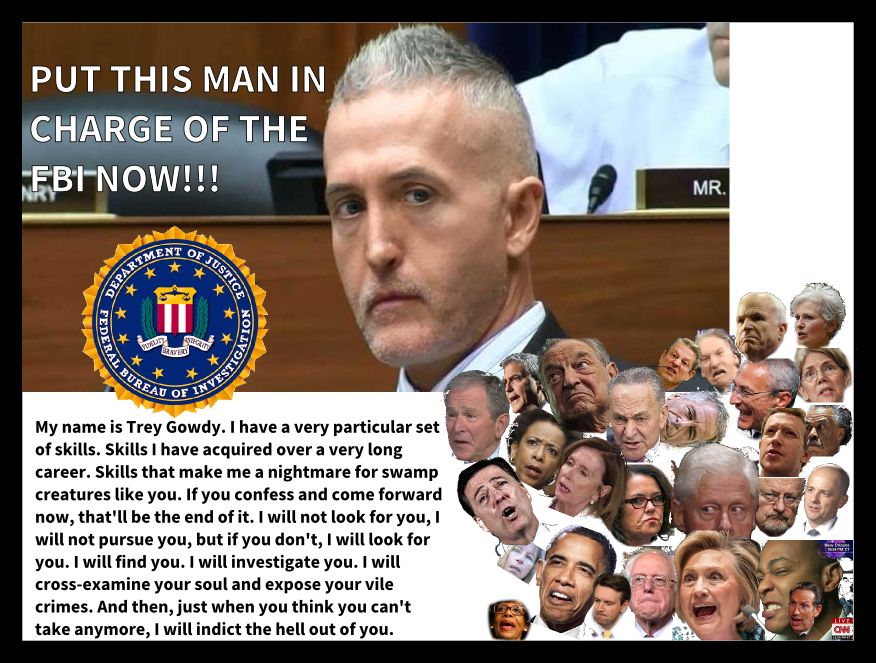 PUT THIS MAN IN
CHARGE OF THE
FBI NOW!!!
NRY
MR.
DEPARTMENT OF JUSTICE
FIDELITY BRAVERY INTEGRITY
FEDERAL BUREAU OF INVESTIGATION
My name is Trey Gowdy. I have a very particular set
of skills. Skills I have acquired over a very long
career. Skills that make me a nightmare for swamp
creatures like you. If you confess and come forward
now, that'll be the end of it. I will not look for you, I
will not pursue you, but if you don't, I will look for
you. I will find you. I will investigate you. I will
cross-examine your soul and expose your vile
crimes. And then, just when you think you can't
take anymore, I will indict the hell out of you.
New Orleans
LIVE
CNN